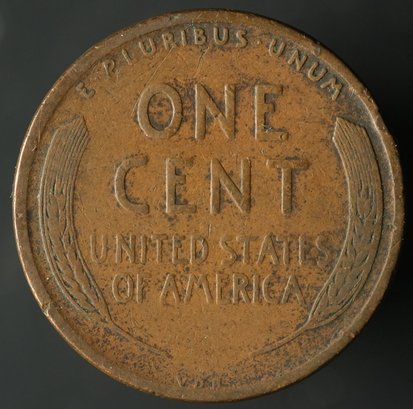 E·PLURIBUS·UNUM
ONE
CENT
UNITED STATES
OF AMERICA
V.D.B.